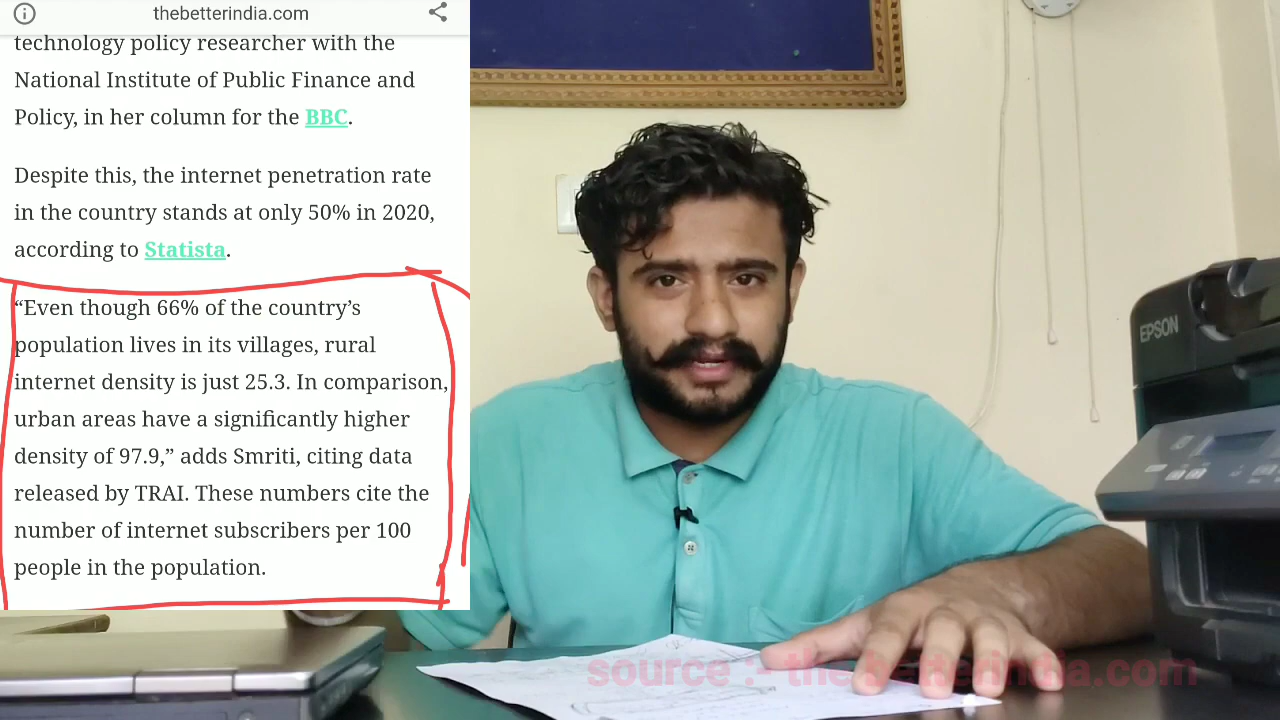 thebetterindia.com
technology policy researcher with the
National Institute of Public Finance and
Policy, in her column for the BBC.
Despite this, the internet penetration rate
in the country stands at only 50% in 2020,
according to Statista.
“Even though 66% of the country’s
population lives in its villages, rural
internet density is just 25.3. In comparison,
urban areas have a significantly higher
density of 97.9,” adds Smriti, citing data
released by TRAI. These numbers cite the
number of internet subscribers per 100
people in the population.
EPSON
source :- the betterindia.com